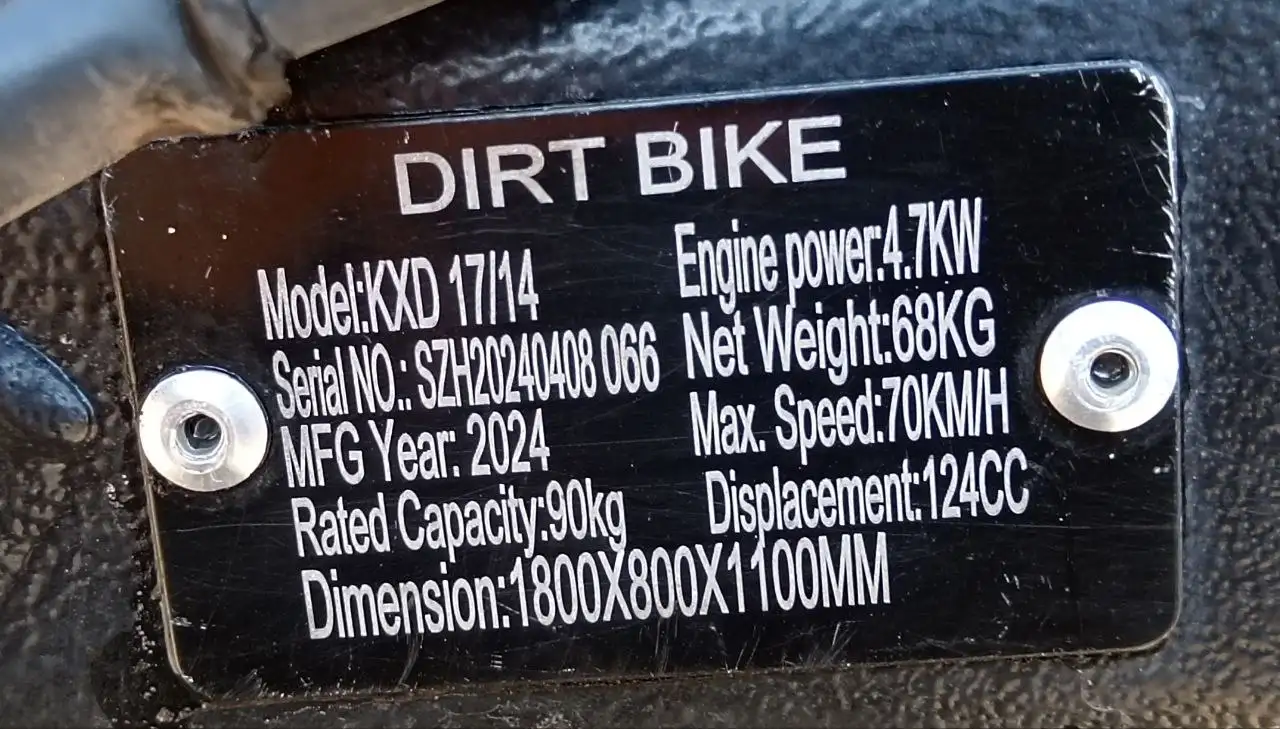 DIRT BIKE
Model:KXD 17/14
Engine power:4.7KW
Serial NO.: SZH20240408 066
Net Weight:68KG
MFG Year: 2024
Max. Speed:70KM/H
Rated Capacity:90kg
Displacement:124CC
Dimension:1800X800X1100MM